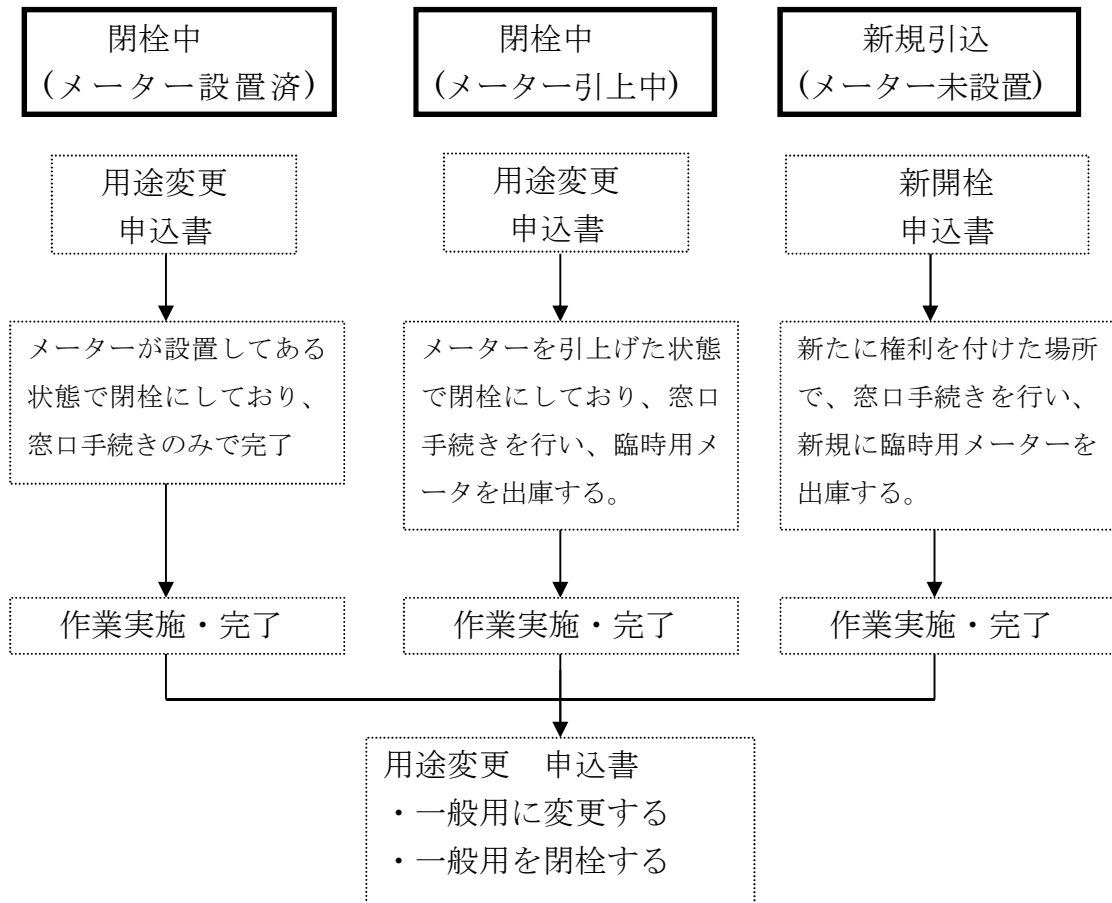 閉栓中
(メーター設置済)
閉栓中
(メーター引上中)
新規引込
(メーター未設置)
用途変更
申込書
用途変更
申込書
新開栓
申込書
メーターが設置してある
状態で閉栓にしており、
窓口手続きのみで完了
メーターを引上げた状態
で閉栓にしており、窓口
手続きを行い、臨時用メ
ータを出庫する。
新たに権利を付けた場所
で、窓口手続きを行い、
新規に臨時用メーターを
出庫する。
作業実施・完了
作業実施・完了
作業実施・完了
用途変更　申込書
・一般用に変更する
・一般用を閉栓する